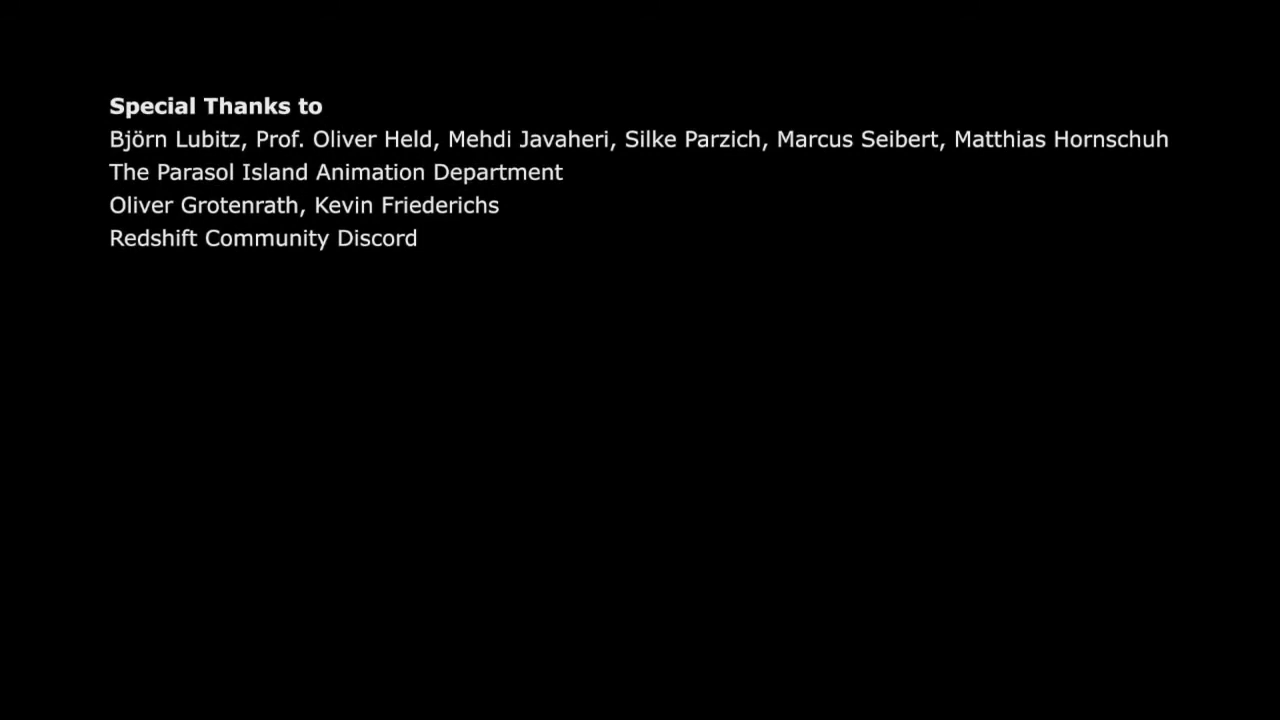 Special Thanks to
Björn Lubitz, Prof. Oliver Held, Mehdi Javaheri, Silke Parzich, Marcus Seibert, Matthias Hornschuh
The Parasol Island Animation Department
Oliver Grotenrath, Kevin Friederichs
Redshift Community Discord